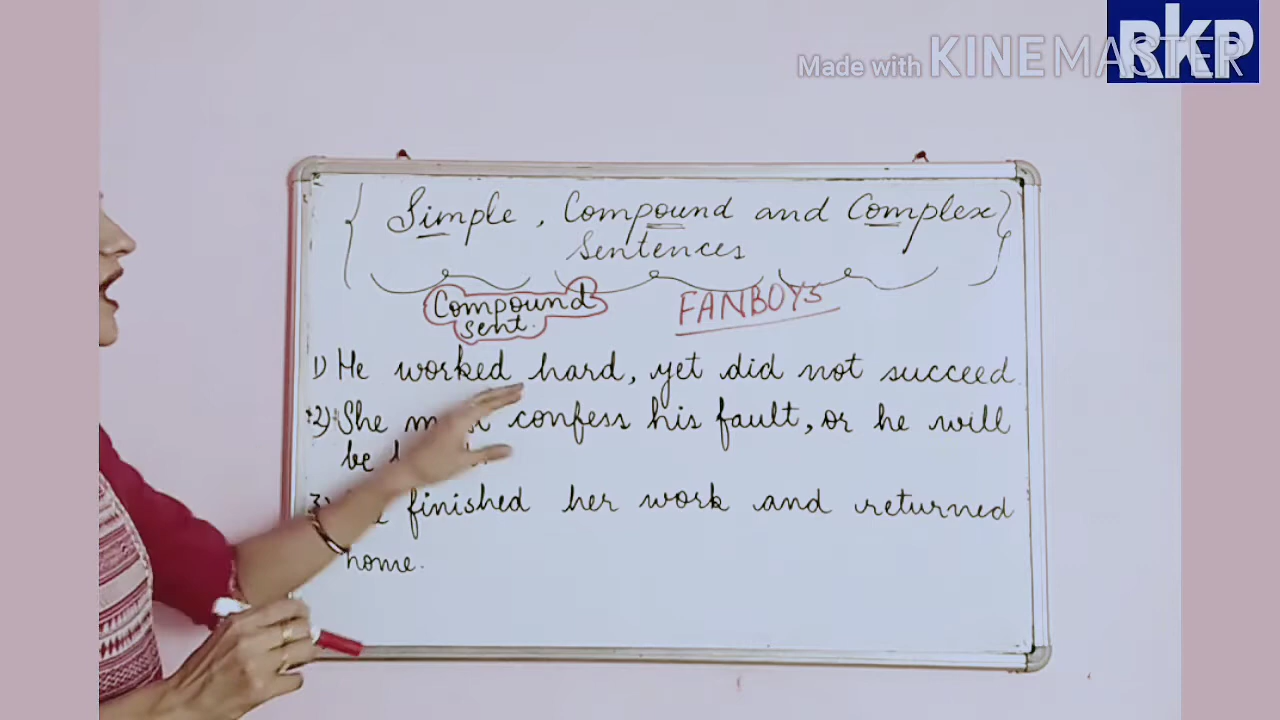 Made with KINEMASTER
RKP
{ Simple, Compound and Complex }
Sentences
Compound
sent.
FANBOYS
1) He worked hard, yet did not succeed.
2) She confess his fault, or he will
be
3) finished her work and returned
home.